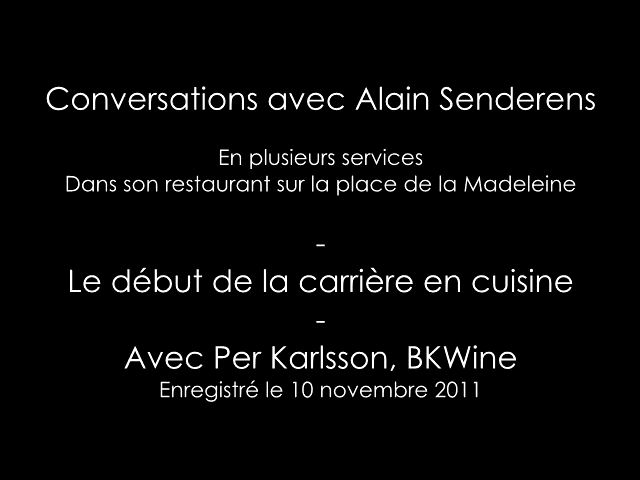 Conversations avec Alain Senderens
En plusieurs services
Dans son restaurant sur la place de la Madeleine
-
Le début de la carrière en cuisine
-
Avec Per Karlsson, BKWine
Enregistré le 10 novembre 2011